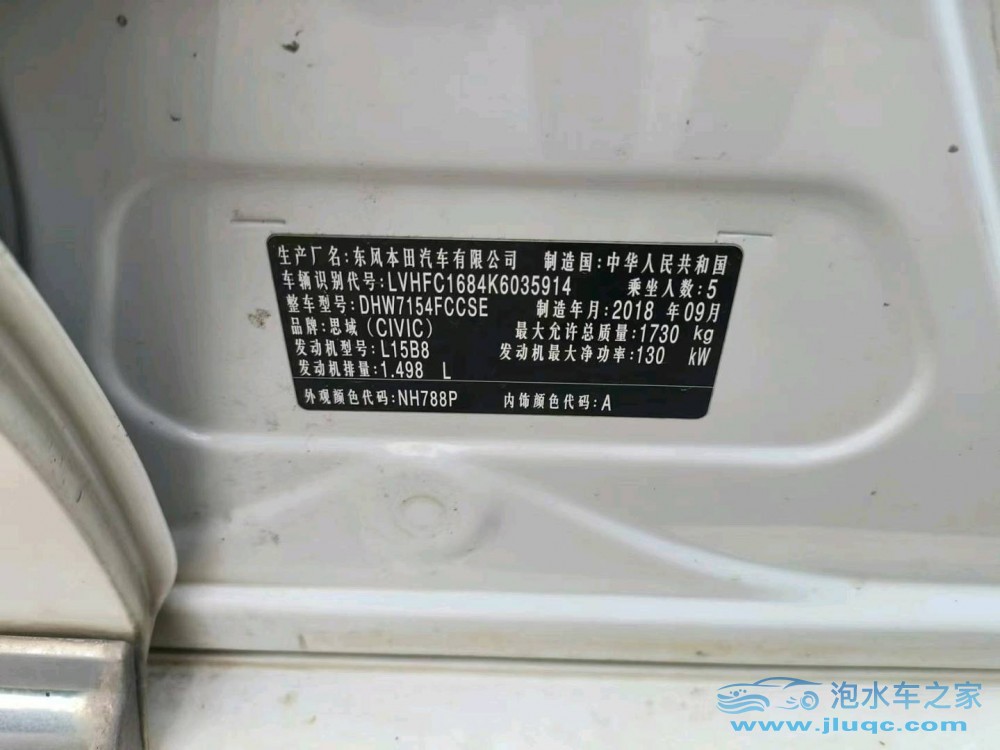 生产厂名:东风本田汽车有限公司 制造国:中华人民共和国
车辆识别代号:LVHFC1684K6035914 乘坐人数:5
整车型号:DHW7154FCCSE 制造年月:2018 年09月
品牌:思域(CIVIC) 最大允许总质量:1730 kg
发动机型号:L15B8 发动机最大净功率:130 kW
发动机排量:1.498 L
外观颜色代码:NH788P 内饰颜色代码:A
泡水车之家
www.jluqc.com